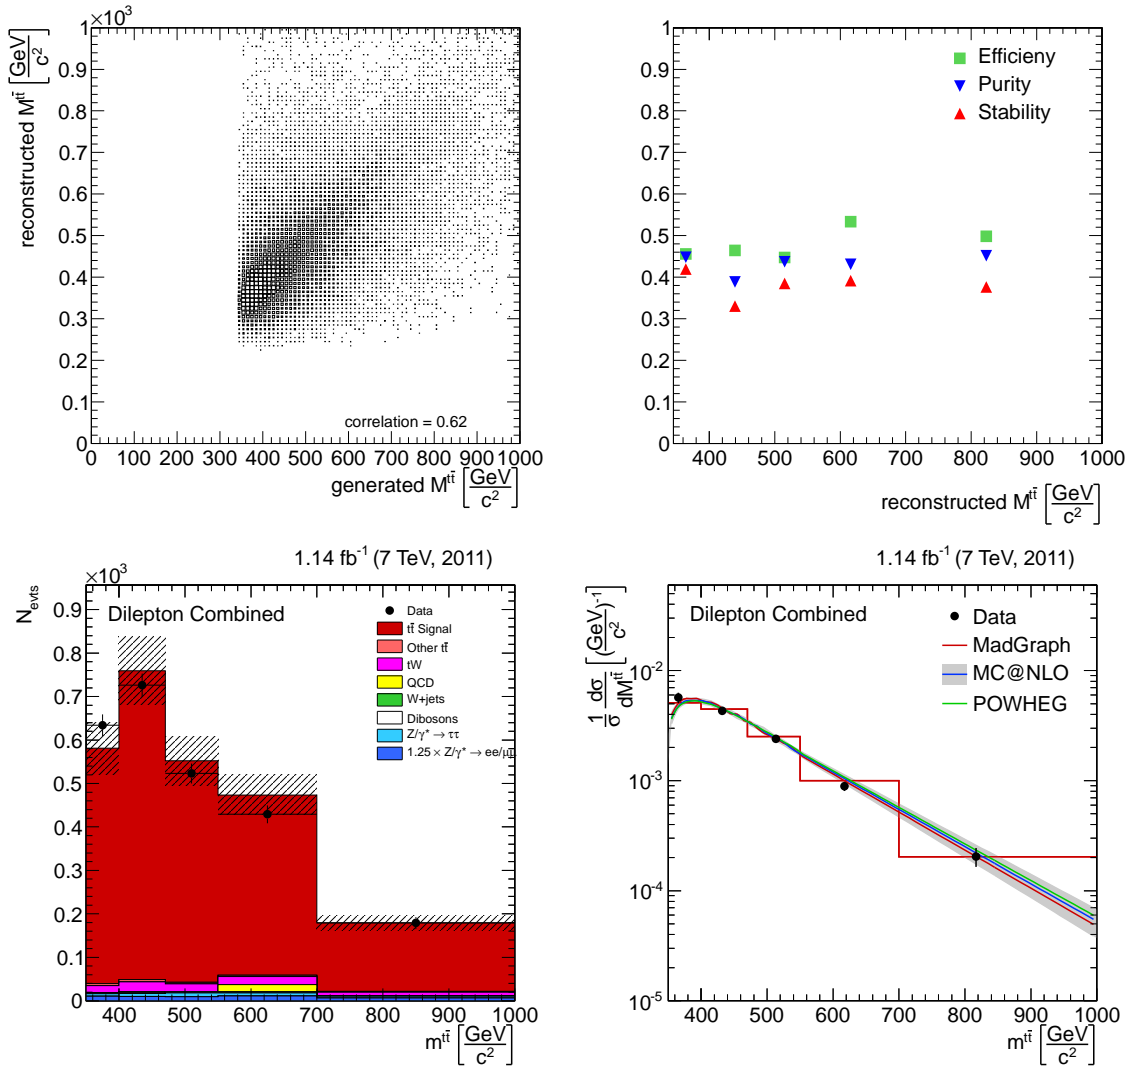 ×10³
reconstructed M^tt̄ [GeV/c²]
1
0.9
0.8
0.7
0.6
0.5
0.4
0.3
0.2
0.1
0
correlation = 0.62
0 100 200 300 400 500 600 700 800 900 1000
generated M^tt̄ [GeV/c²]
1
0.9
0.8
0.7
0.6
0.5
0.4
0.3
0.2
0.1
0
Efficieny
Purity
Stability
400 500 600 700 800 900 1000
reconstructed M^tt̄ [GeV/c²]
1.14 fb⁻¹ (7 TeV, 2011)
×10³
N_evts
0.9
0.8
0.7
0.6
0.5
0.4
0.3
0.2
0.1
0
Dilepton Combined
Data
tt̄ Signal
Other tt̄
tW
QCD
W+jets
Dibosons
Z/γ* → ττ
1.25 × Z/γ* → ee/μμ
400 500 600 700 800 900 1000
m^tt̄ [GeV/c²]
1.14 fb⁻¹ (7 TeV, 2011)
1/σ dσ/dM^tt̄ [(GeV/c²)⁻¹]
10⁻²
10⁻³
10⁻⁴
10⁻⁵
Dilepton Combined
Data
MadGraph
MC@NLO
POWHEG
400 500 600 700 800 900 1000
m^tt̄ [GeV/c²]